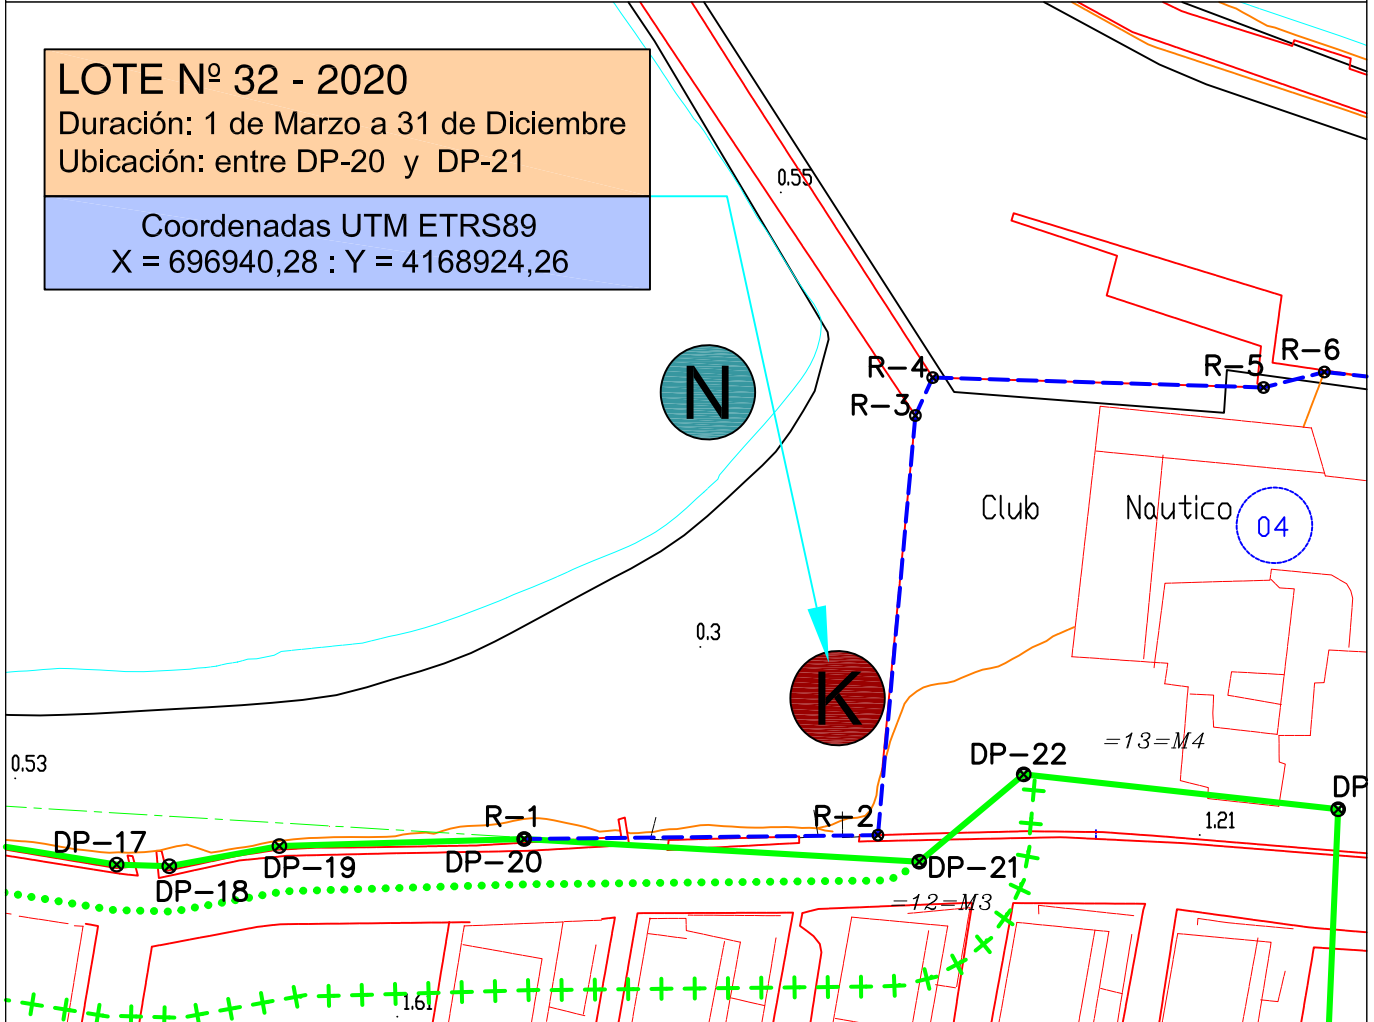 LOTE Nº 32 - 2020
Duración: 1 de Marzo a 31 de Diciembre
Ubicación: entre DP-20 y DP-21
Coordenadas UTM ETRS89
X = 696940,28 : Y = 4168924,26
0.55
R-4
R-5
R-6
N
R-3
Club Nautico
04
0.3
K
=13=M4
0.53
DP-22
DP
R-1
R-2
1.21
DP-17
DP-18
DP-19
DP-20
DP-21
=12=M3
1.61